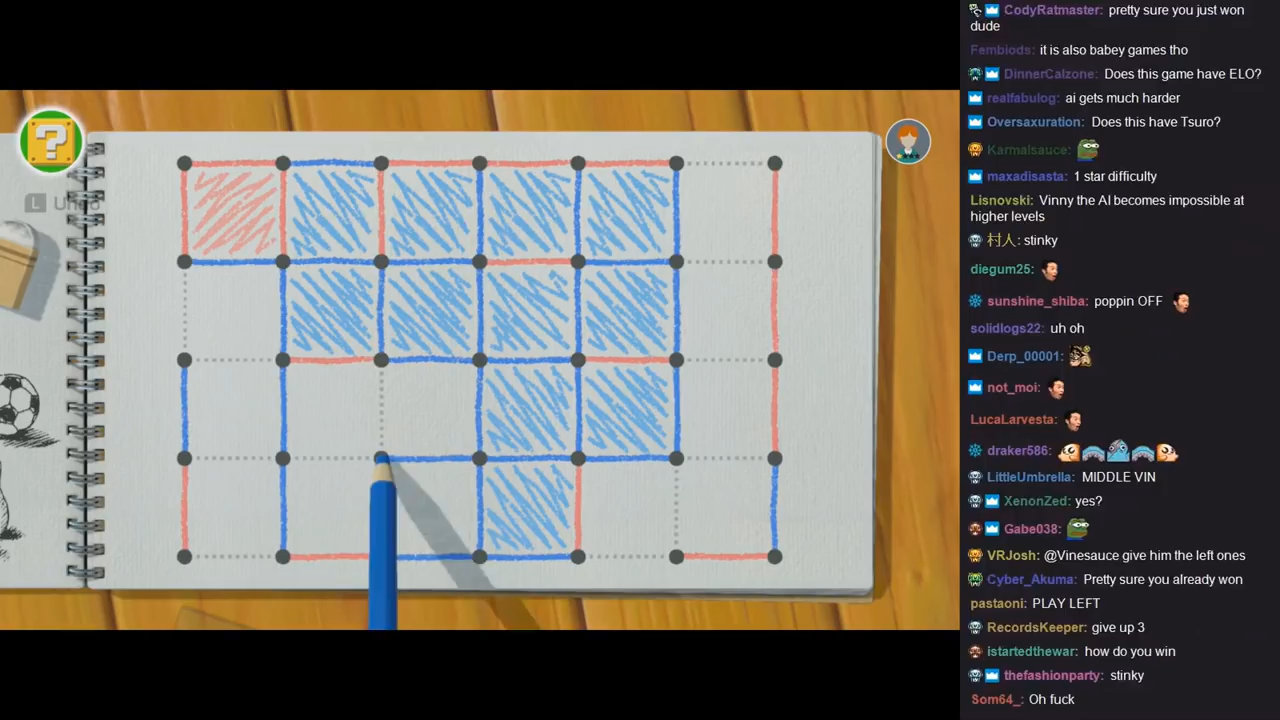 ?
L Undo
CodyRatmaster: pretty sure you just won
dude
Fembiods: it is also babey games tho
DinnerCalzone: Does this game have ELO?
realfabulog: ai gets much harder
Oversaxuration: Does this have Tsuro?
Karmalsauce:
maxadisasta: 1 star difficulty
Lisnovski: Vinny the AI becomes impossible at
higher levels
村人: stinky
diegum25:
sunshine_shiba: poppin OFF
solidlogs22: uh oh
Derp_00001:
not_moi:
LucaLarvesta:
draker586:
LittleUmbrella: MIDDLE VIN
XenonZed: yes?
Gabe038:
VRJosh: @Vinesauce give him the left ones
Cyber_Akuma: Pretty sure you already won
pastaoni: PLAY LEFT
RecordsKeeper: give up 3
istartedthewar: how do you win
thefashionparty: stinky
Som64_: Oh fuck